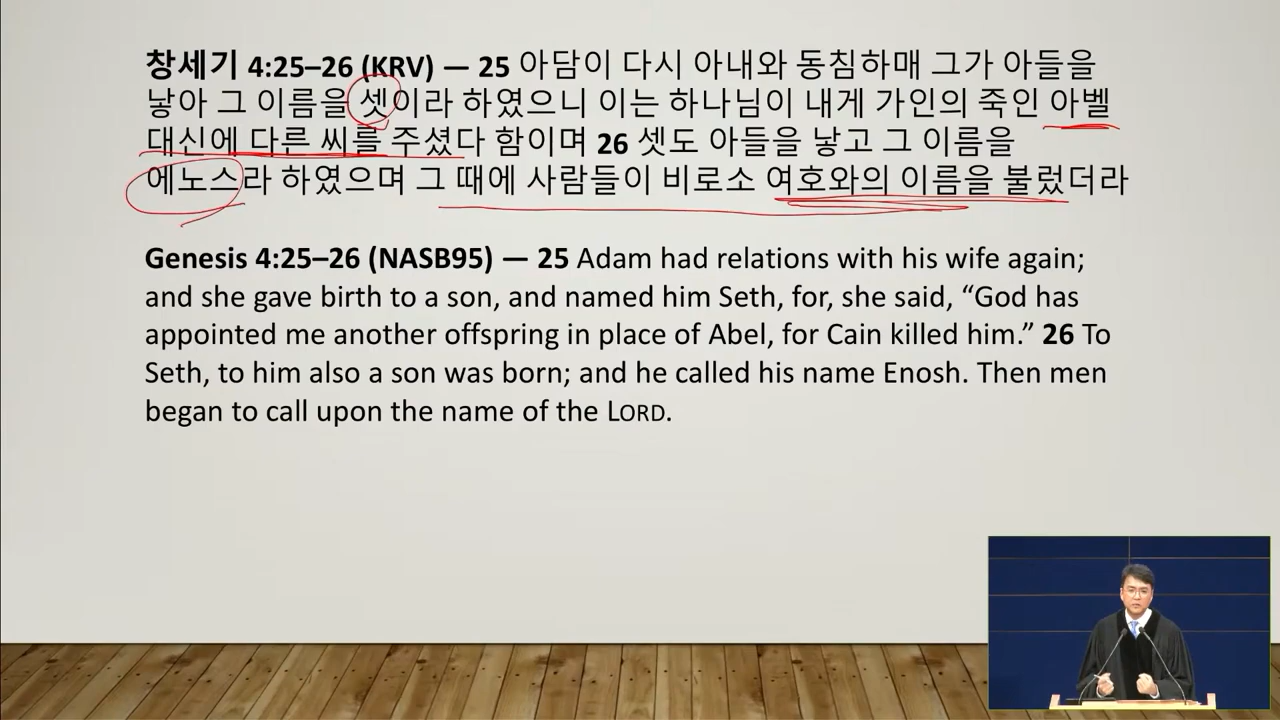 창세기 4:25–26 (KRV) — 25 아담이 다시 아내와 동침하매 그가 아들을
낳아 그 이름을 셋이라 하였으니 이는 하나님이 내게 가인의 죽인 아벨
대신에 다른 씨를 주셨다 함이며 26 셋도 아들을 낳고 그 이름을
에노스라 하였으며 그 때에 사람들이 비로소 여호와의 이름을 불렀더라
Genesis 4:25–26 (NASB95) — 25 Adam had relations with his wife again;
and she gave birth to a son, and named him Seth, for, she said, “God has
appointed me another offspring in place of Abel, for Cain killed him.” 26 To
Seth, to him also a son was born; and he called his name Enosh. Then men
began to call upon the name of the LORD.